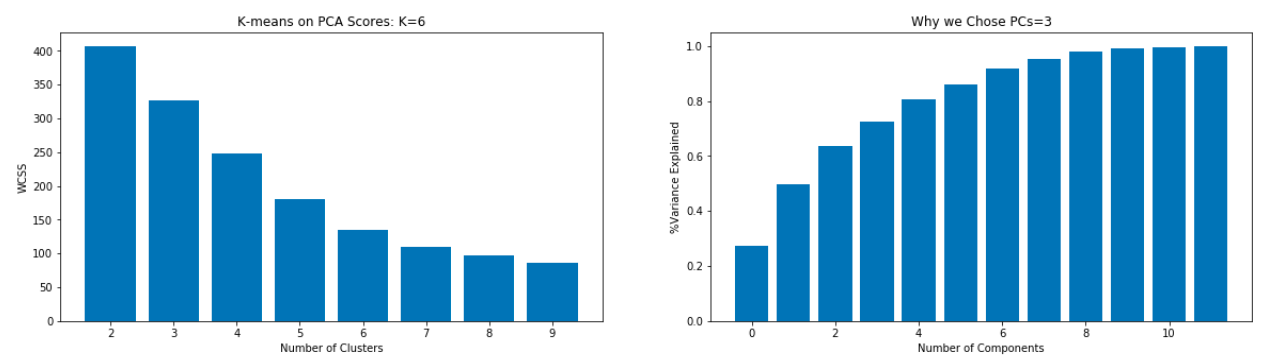 K-means on PCA Scores: K=6
400
350
300
250
200
150
100
50
0
WCSS
2 3 4 5 6 7 8 9
Number of Clusters
Why we Chose PCs=3
1.0
0.8
0.6
0.4
0.2
0.0
%Variance Explained
0 2 4 6 8 10
Number of Components